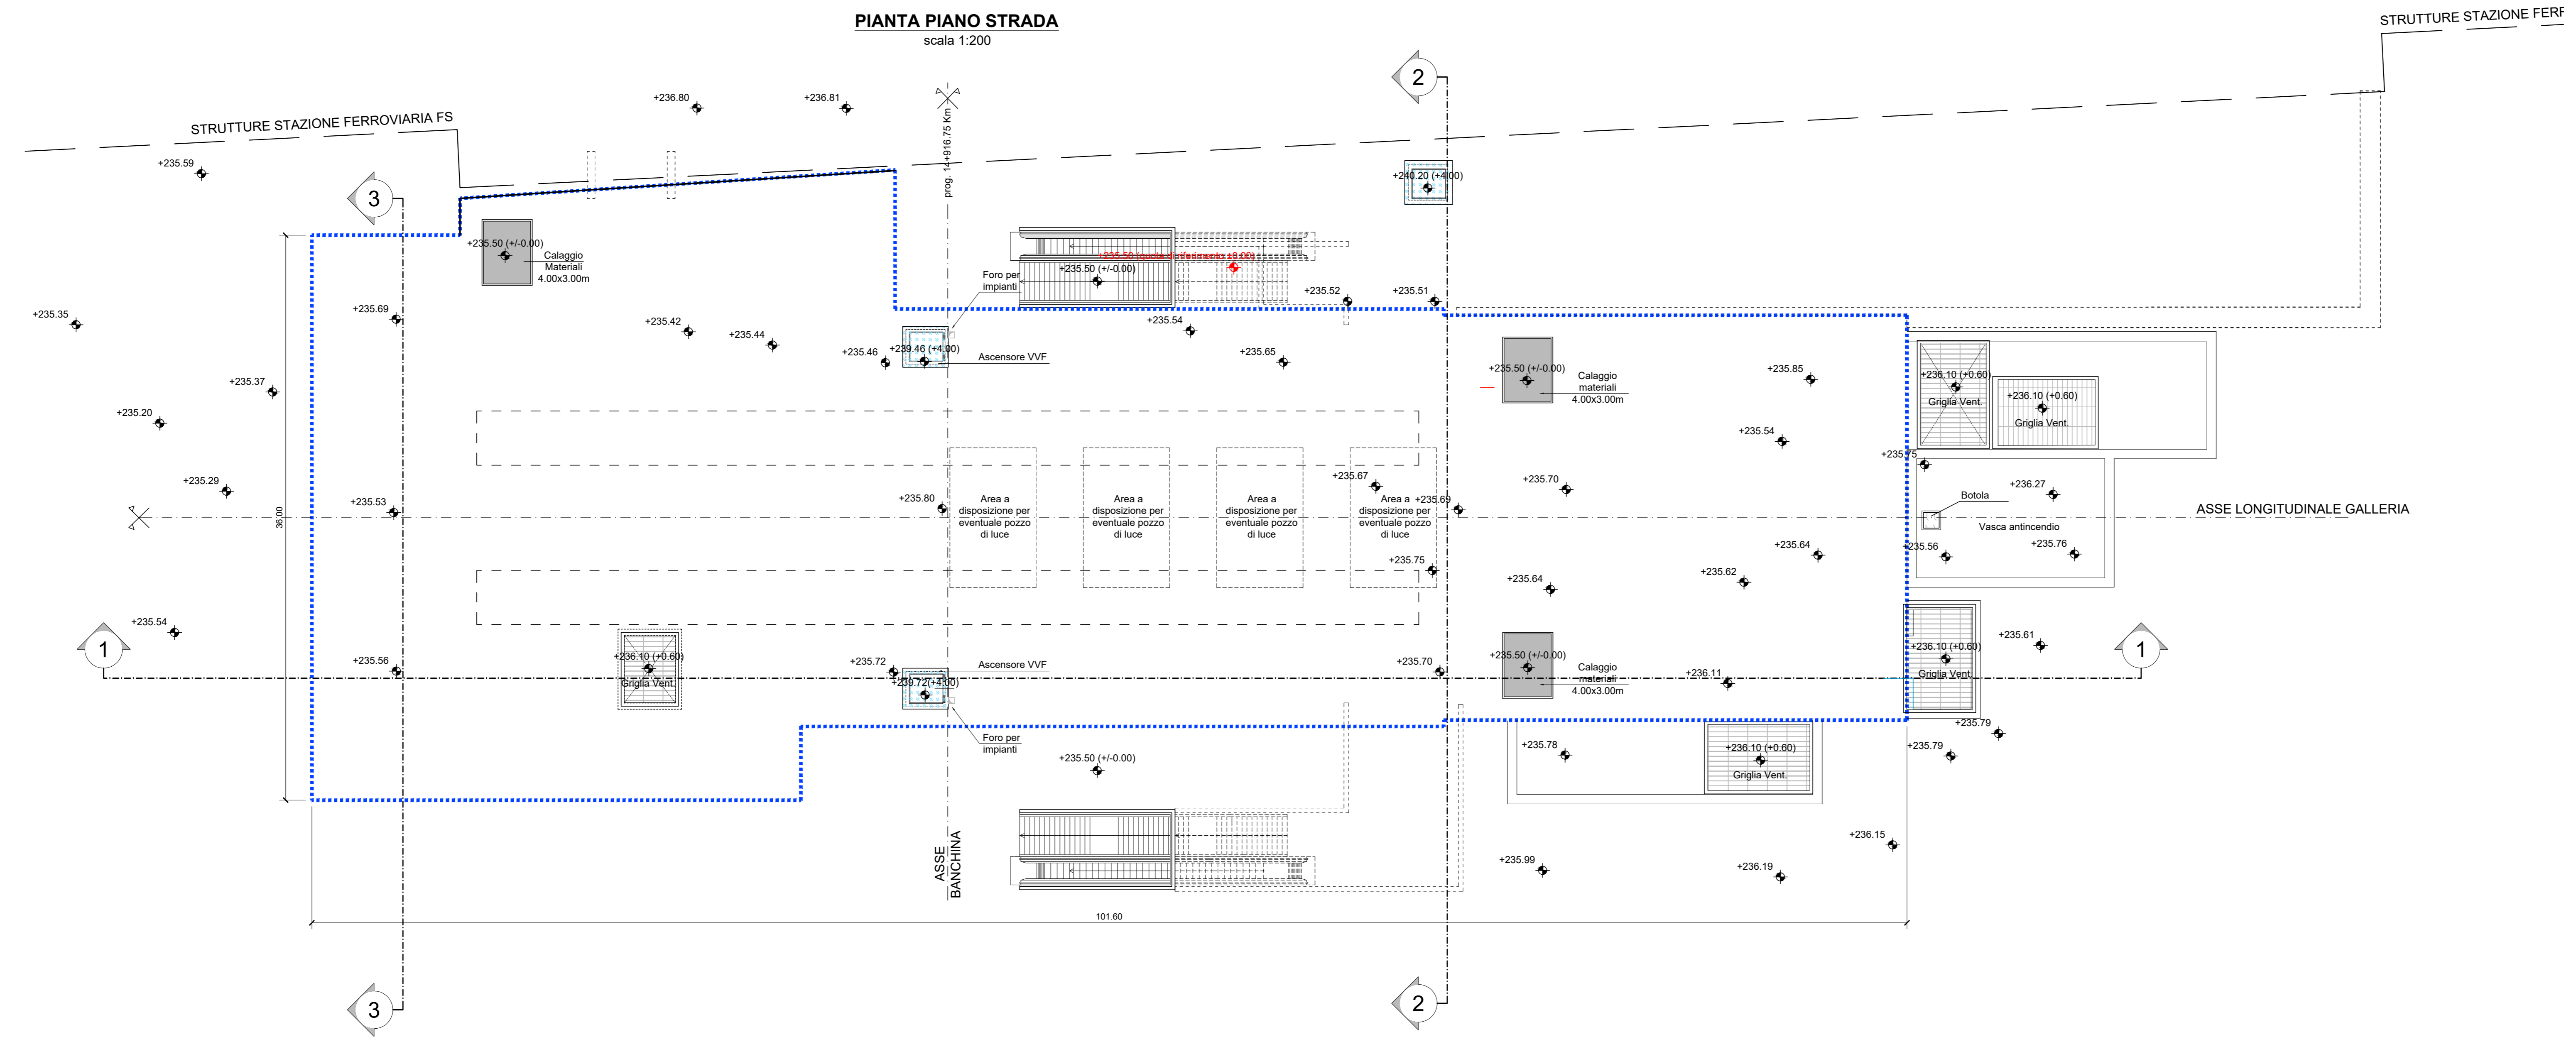 PIANTA PIANO STRADA
scala 1:200
STRUTTURE STAZIONE FERR
STRUTTURE STAZIONE FERROVIARIA FS
2
+236.80
+236.81
prog. 14+916.75 Km
+235.59
3
+240.20 (+4.00)
+235.50 (+/-0.00)
Calaggio
Materiali
4.00x3.00m
+235.50 (quota di riferimento ±0.00)
+235.50 (+/-0.00)
Foro per
impianti
+235.52
+235.51
+235.35
+235.69
+235.42
+235.44
+235.46
+239.46 (+4.00)
Ascensore VVF
+235.54
+235.65
+235.50 (+/-0.00)
Calaggio
materiali
4.00x3.00m
+235.85
+236.10 (+0.60)
Griglia Vent.
+236.10 (+0.60)
Griglia Vent.
+235.37
+235.20
+235.54
+235.75
+235.29
+235.53
36.00
+235.80
Area a
disposizione per
eventuale pozzo
di luce
Area a
disposizione per
eventuale pozzo
di luce
Area a
disposizione per
eventuale pozzo
di luce
Area a
disposizione per
eventuale pozzo
di luce
+235.67
+235.69
+235.70
+236.27
Botola
Vasca antincendio
ASSE LONGITUDINALE GALLERIA
+235.75
+235.64
+235.62
+235.64
+235.56
+235.76
+235.54
1
+235.56
+236.10 (+0.60)
Griglia Vent.
+235.72
+239.72(+4.00)
Ascensore VVF
Foro per
impianti
+235.70
+235.50 (+/-0.00)
Calaggio
materiali
4.00x3.00m
+236.11
+236.10 (+0.60)
Griglia Vent.
+235.61
1
+235.79
+235.79
+235.50 (+/-0.00)
+235.78
+236.10 (+0.60)
Griglia Vent.
ASSE
BANCHINA
+235.99
+236.19
+236.15
101.60
3
2